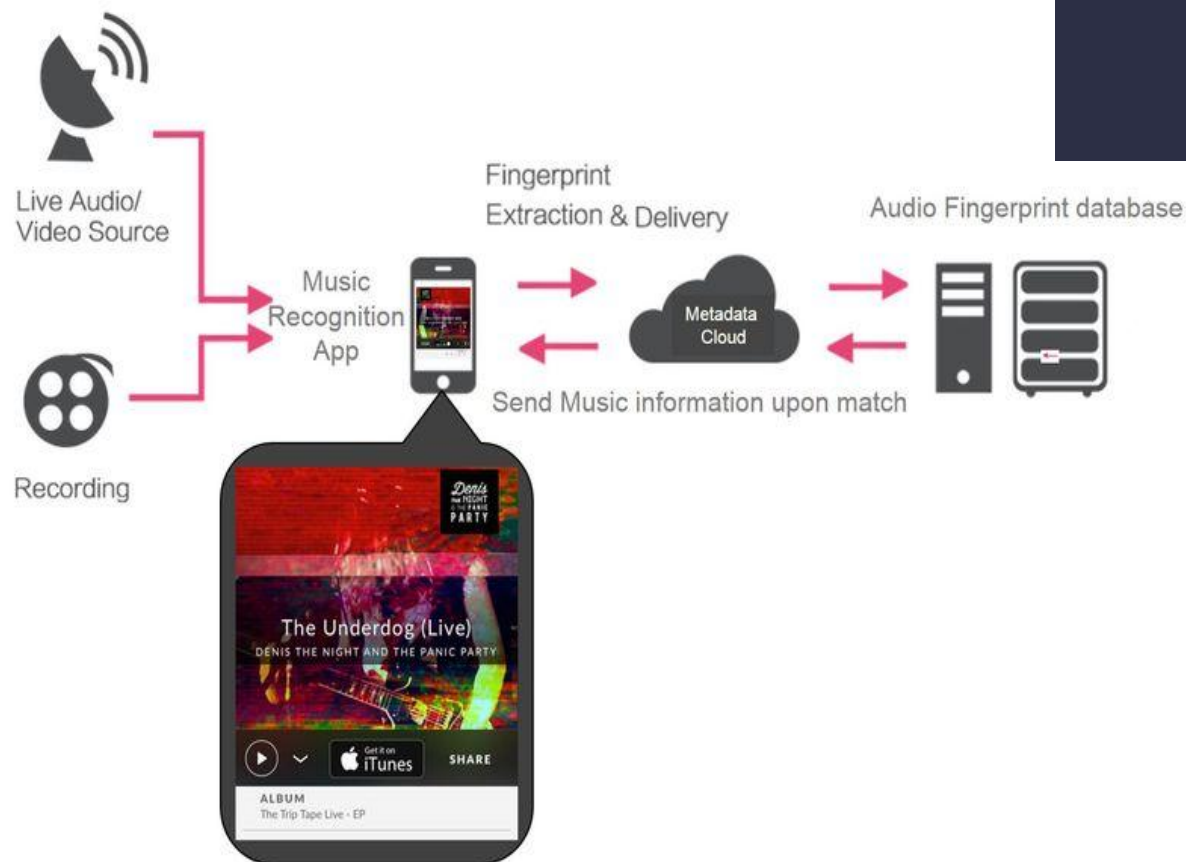 Live Audio/
Video Source
Recording
Music
Recognition
App
Fingerprint
Extraction & Delivery
Metadata
Cloud
Audio Fingerprint database
Send Music information upon match
Denis
THE NIGHT
& THE PANIC
PARTY
The Underdog (Live)
DENIS THE NIGHT AND THE PANIC PARTY
Get it on
iTunes
SHARE
ALBUM
The Trip Tape Live - EP